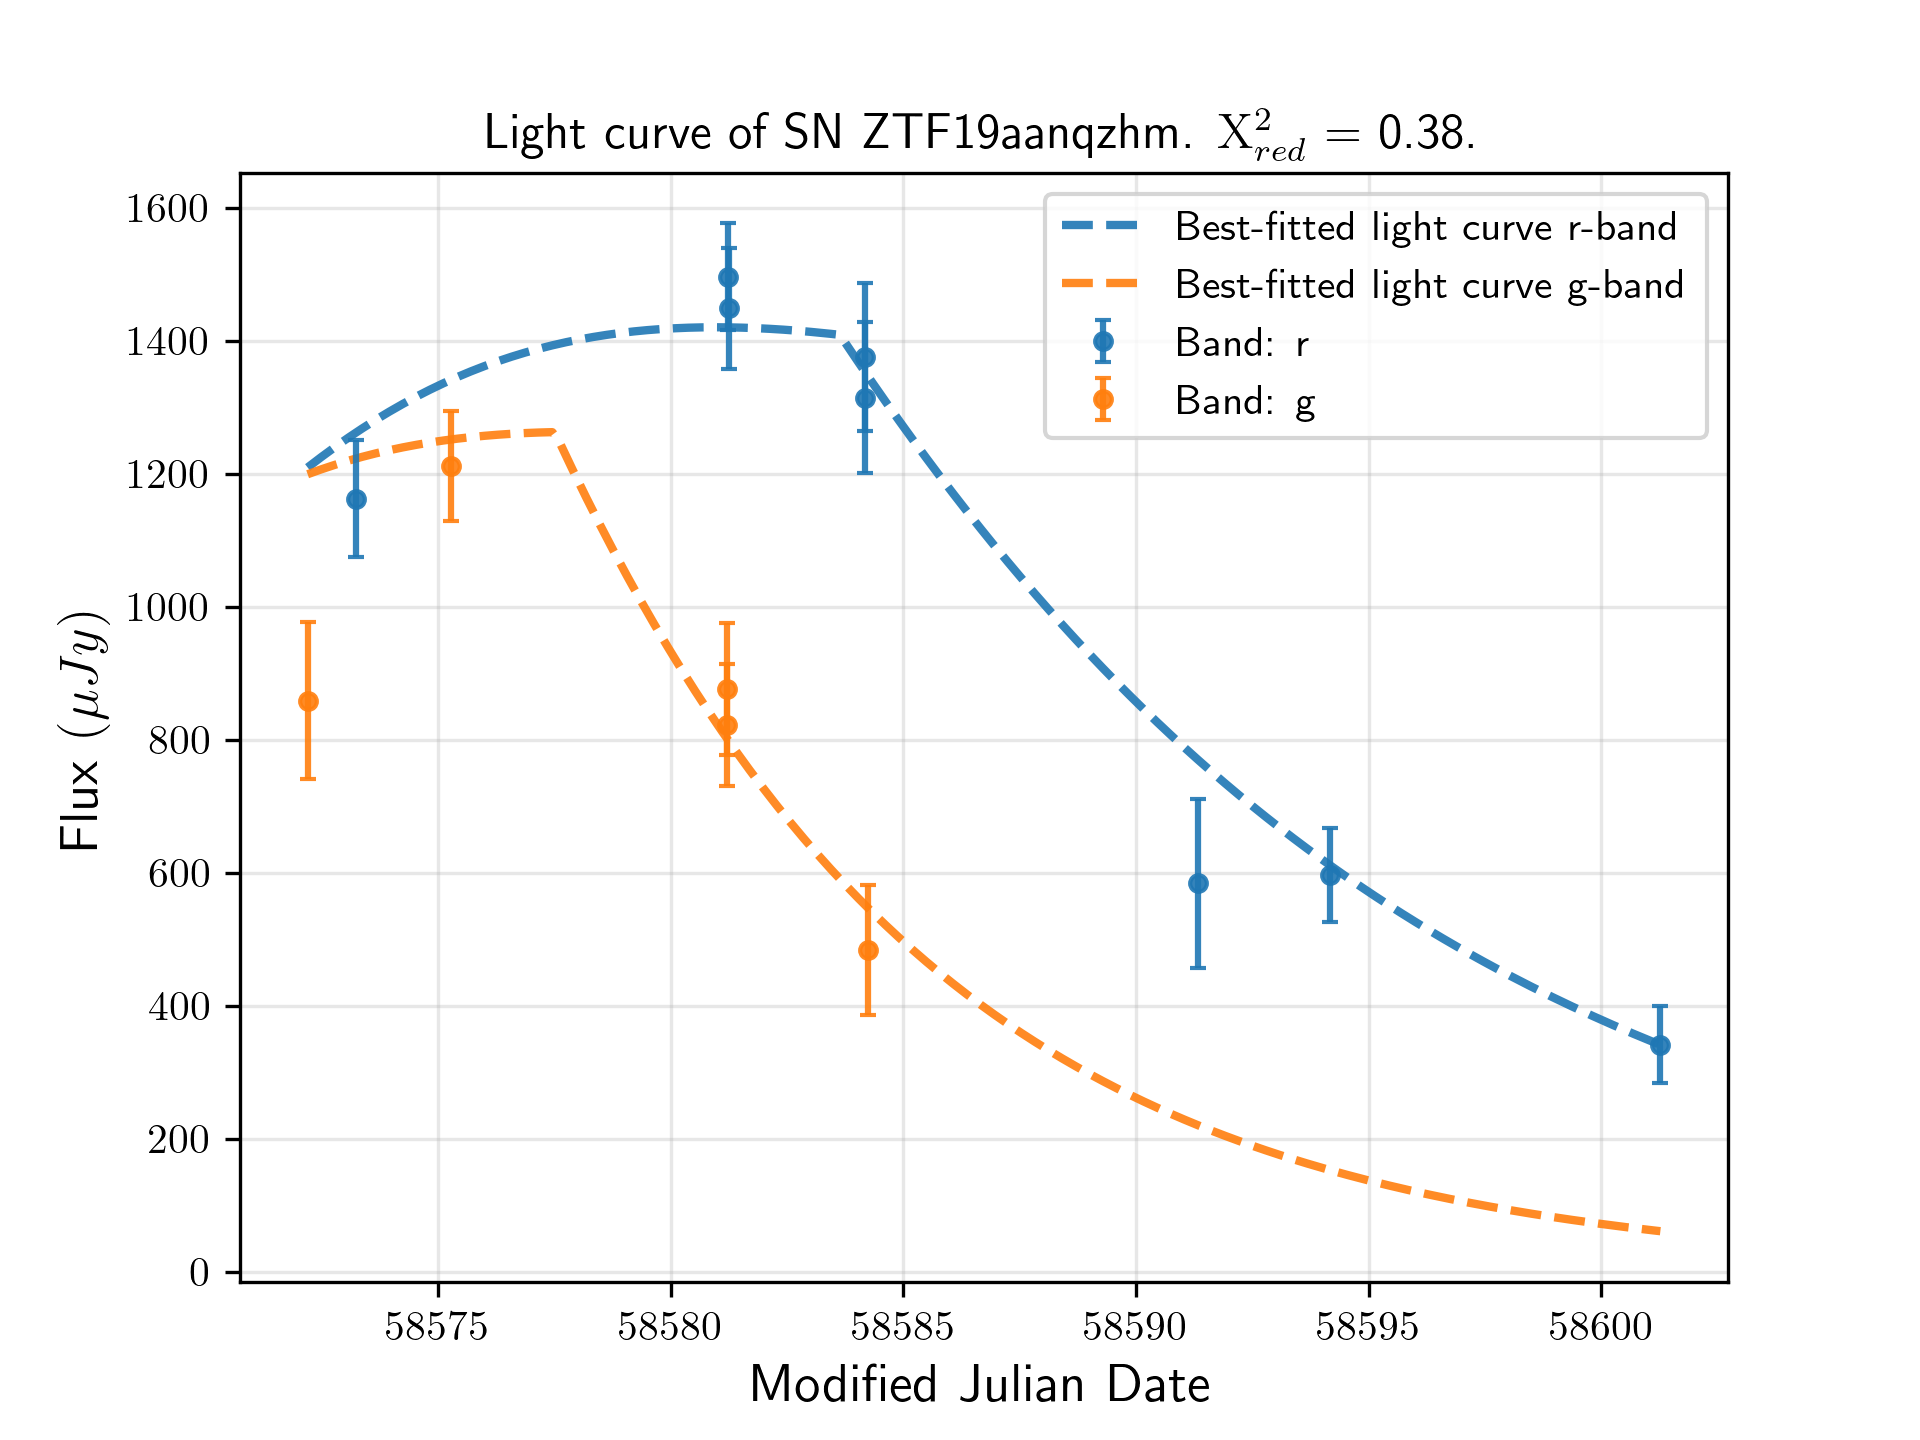 Light curve of SN ZTF19aanqzhm. X²_red = 0.38.
1600
1400
1200
1000
800
600
400
200
0
Flux (μJy)
Best-fitted light curve r-band
Best-fitted light curve g-band
Band: r
Band: g
58575 58580 58585 58590 58595 58600
Modified Julian Date